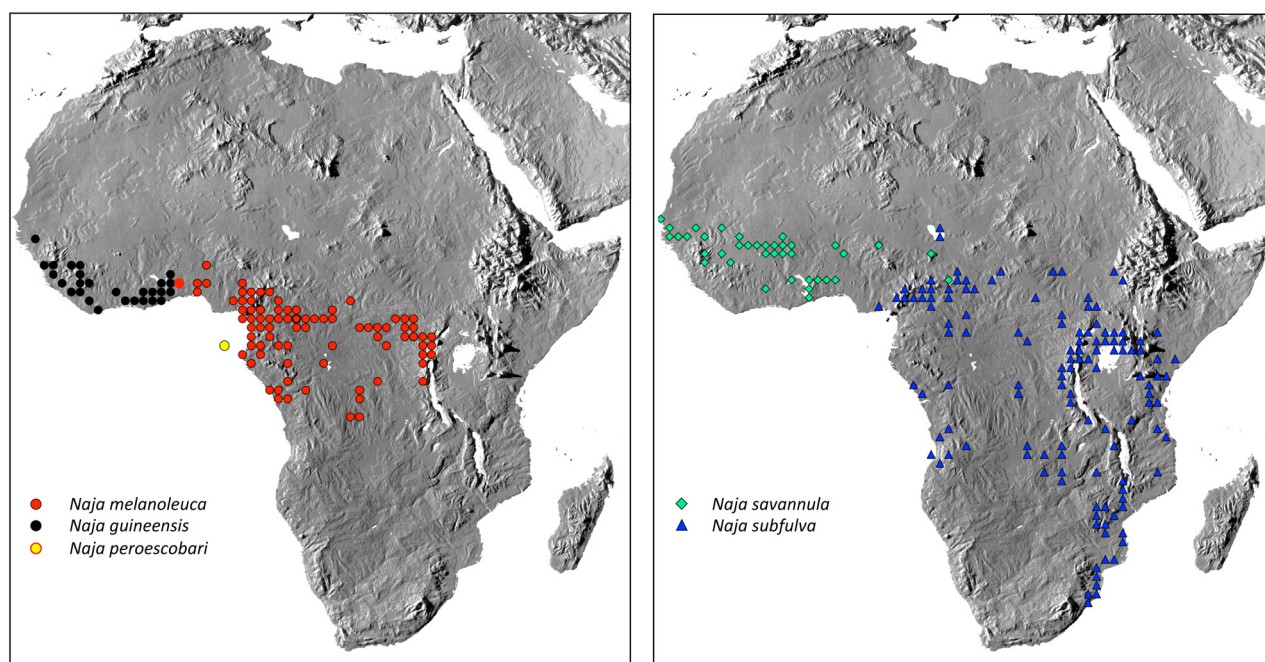 Naja melanoleuca
Naja guineensis
Naja peroescobari
Naja savannula
Naja subfulva